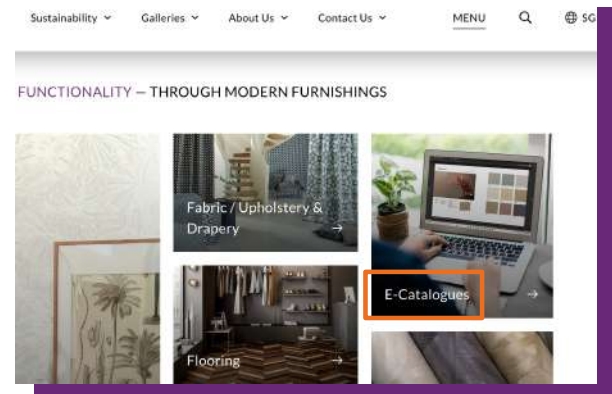 Sustainability Galleries About Us Contact Us MENU SG
FUNCTIONALITY — THROUGH MODERN FURNISHINGS
Fabric / Upholstery &
Drapery →
E-Catalogues →
Flooring →